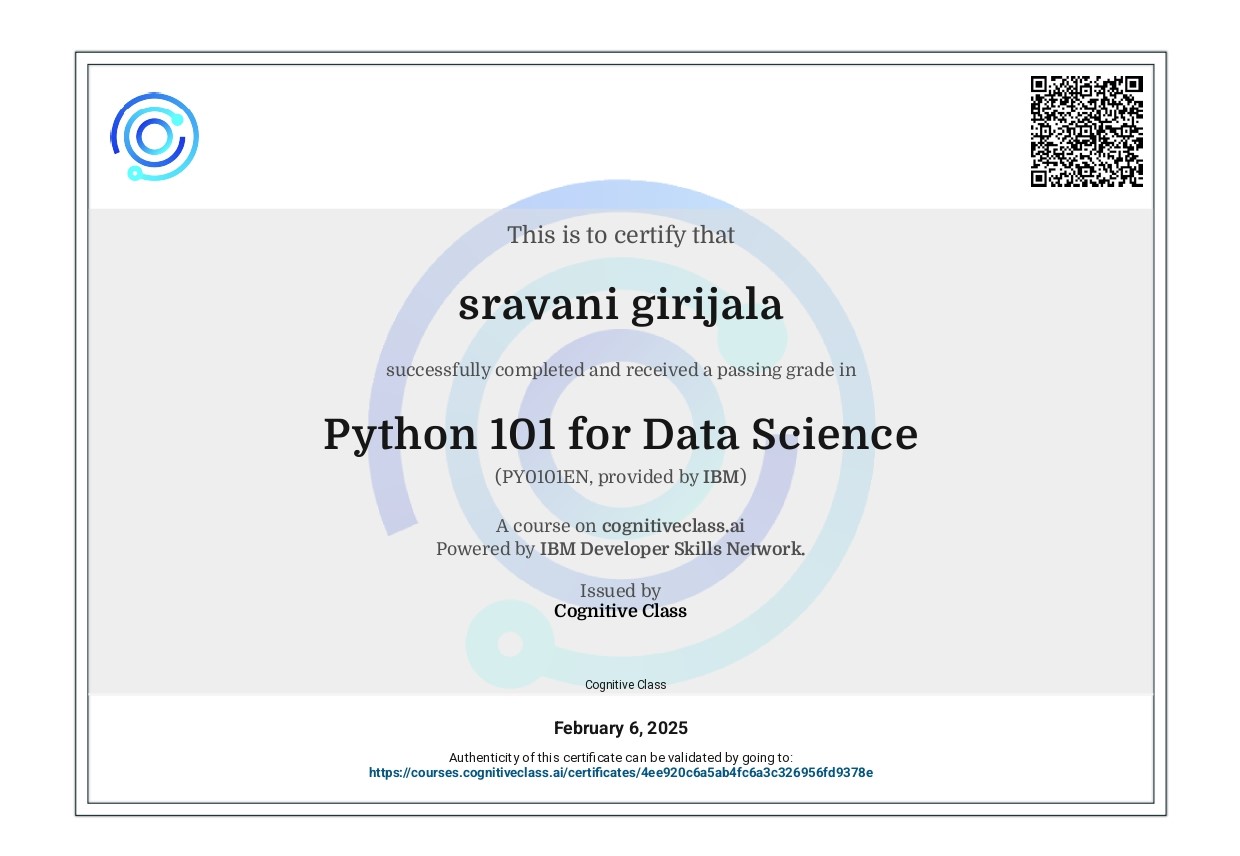 This is to certify that
sravani girijala
successfully completed and received a passing grade in
Python 101 for Data Science
(PY0101EN, provided by IBM)
A course on cognitiveclass.ai
Powered by IBM Developer Skills Network.
Issued by
Cognitive Class
Cognitive Class
February 6, 2025
Authenticity of this certificate can be validated by going to:
https://courses.cognitiveclass.ai/certificates/4ee920c6a5ab4fc6a3c326956fd9378e